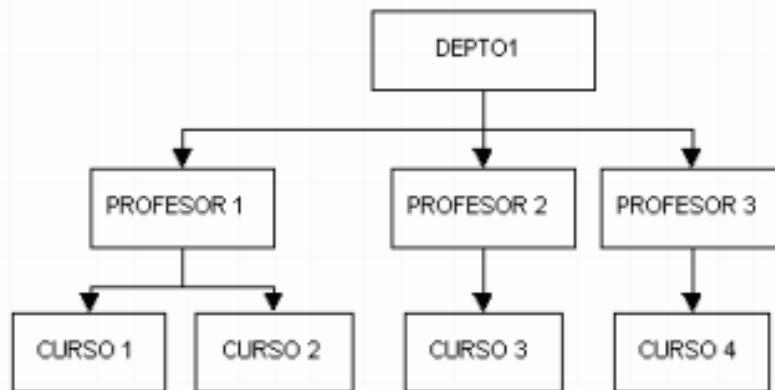 DEPTO1
PROFESOR 1
PROFESOR 2
PROFESOR 3
CURSO 1
CURSO 2
CURSO 3
CURSO 4